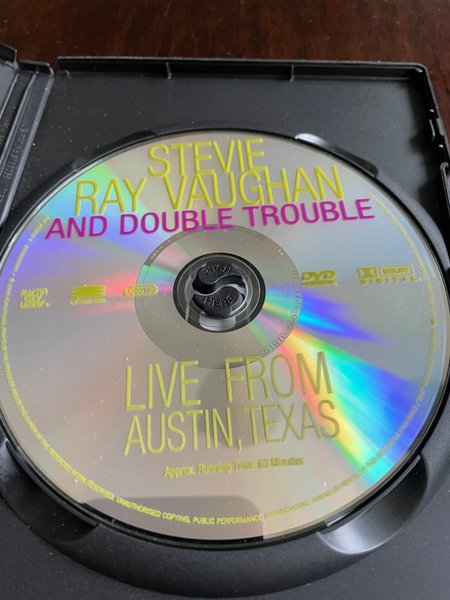 STEVIE
RAY VAUGHAN
AND DOUBLE TROUBLE
PUSH
HERE
DVD
DOLBY
DIGITAL
LIVE FROM
AUSTIN, TEXAS
Approx. Running Time: 63 Minutes
UNAUTHORISED COPYING, PUBLIC PERFORMANCE, BROADCASTING,